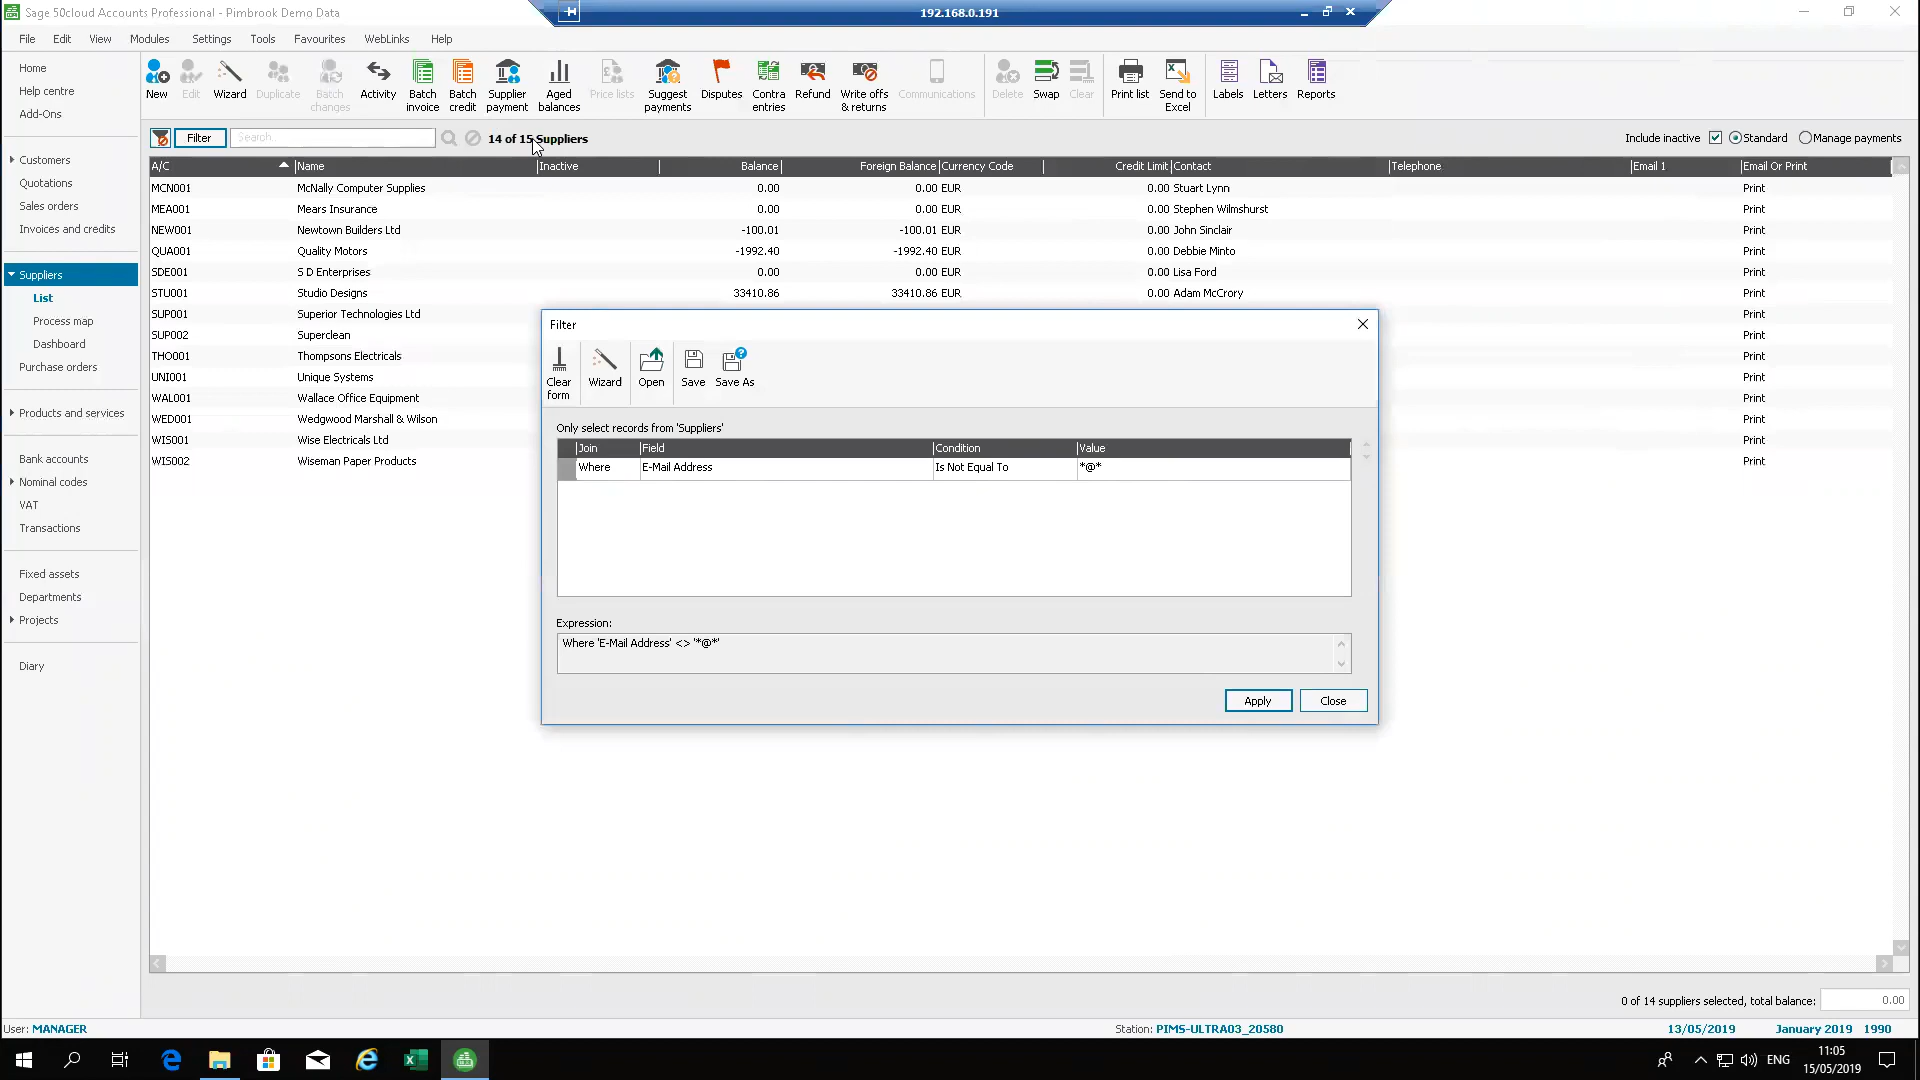 Sage 50cloud Accounts Professional - Pimbrook Demo Data
192.168.0.191
File Edit View Modules Settings Tools Favourites WebLinks Help
Home
Help centre
Add-Ons
Customers
Quotations
Sales orders
Invoices and credits
Suppliers
List
Process map
Dashboard
Purchase orders
Products and services
Bank accounts
Nominal codes
VAT
Transactions
Fixed assets
Departments
Projects
Diary
New Edit Wizard Duplicate Batch changes Activity Batch invoice Batch credit Supplier payment Aged balances Price lists Suggest payments Disputes Contra entries Refund Write offs & returns Communications Delete Swap Clear Print list Send to Excel Labels Letters Reports
Filter Search... 14 of 15 Suppliers Include inactive Standard Manage payments
A/C Name Inactive Balance Foreign Balance Currency Code Credit Limit Contact Telephone Email 1 Email Or Print
MCN001 McNally Computer Supplies 0.00 0.00 EUR 0.00 Stuart Lynn Print
MEA001 Mears Insurance 0.00 0.00 EUR 0.00 Stephen Wilmshurst Print
NEW001 Newtown Builders Ltd -100.01 -100.01 EUR 0.00 John Sinclair Print
QUA001 Quality Motors -1992.40 -1992.40 EUR 0.00 Debbie Minto Print
SDE001 S D Enterprises 0.00 0.00 EUR 0.00 Lisa Ford Print
STU001 Studio Designs 33410.86 33410.86 EUR 0.00 Adam McCrory Print
SUP001 Superior Technologies Ltd Print
SUP002 Superclean Print
THO001 Thompsons Electricals Print
UNI001 Unique Systems Print
WAL001 Wallace Office Equipment Print
WED001 Wedgwood Marshall & Wilson Print
WIS001 Wise Electricals Ltd Print
WIS002 Wiseman Paper Products Print
Filter
Clear form Wizard Open Save Save As
Only select records from 'Suppliers'
Join Field Condition Value
Where E-Mail Address Is Not Equal To *@*
Expression:
Where 'E-Mail Address' <> '*@*'
Apply Close
0 of 14 suppliers selected, total balance: 0.00
User: MANAGER Station: PIMS-ULTRA03_20580 13/05/2019 January 2019 1990
ENG
11:05
15/05/2019